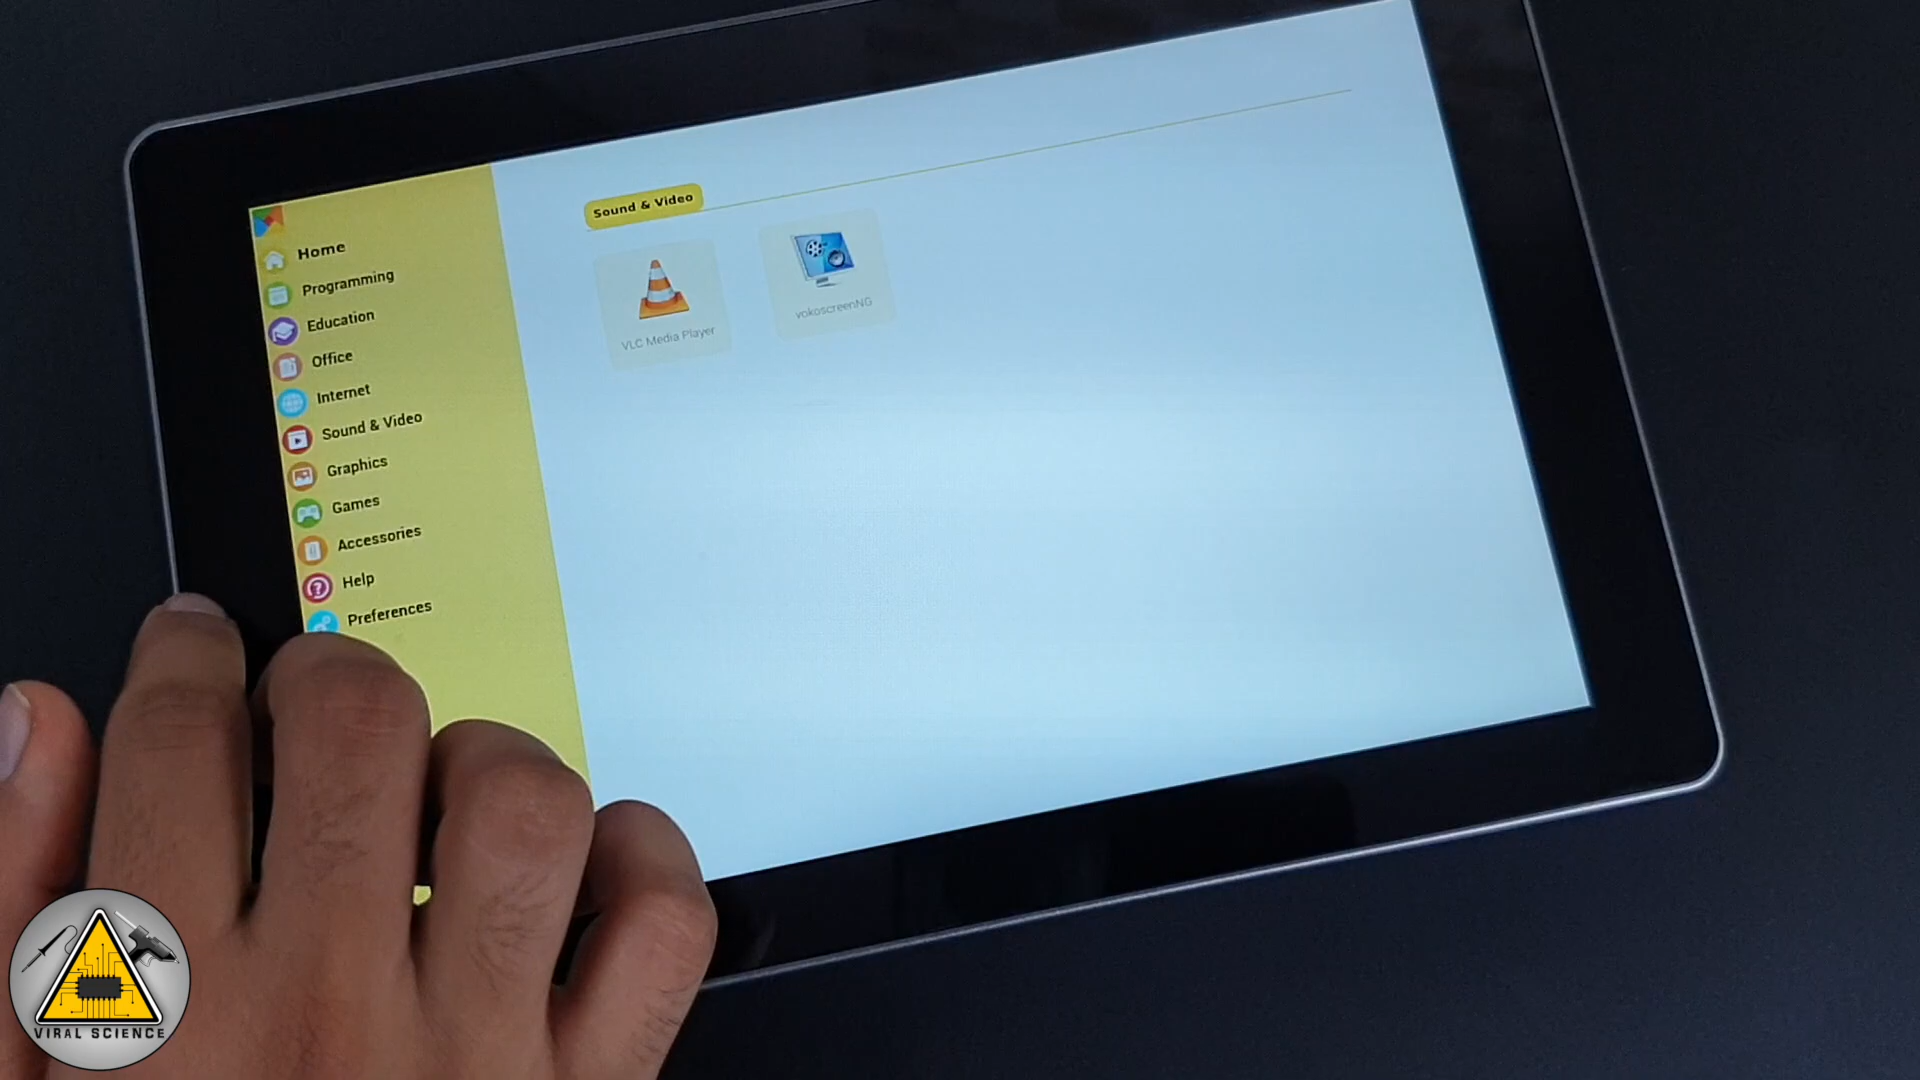 Home
Programming
Education
Office
Internet
Sound & Video
Graphics
Games
Accessories
Help
Preferences
Sound & Video
VLC Media Player
vokoscreenNG
VIRAL SCIENCE